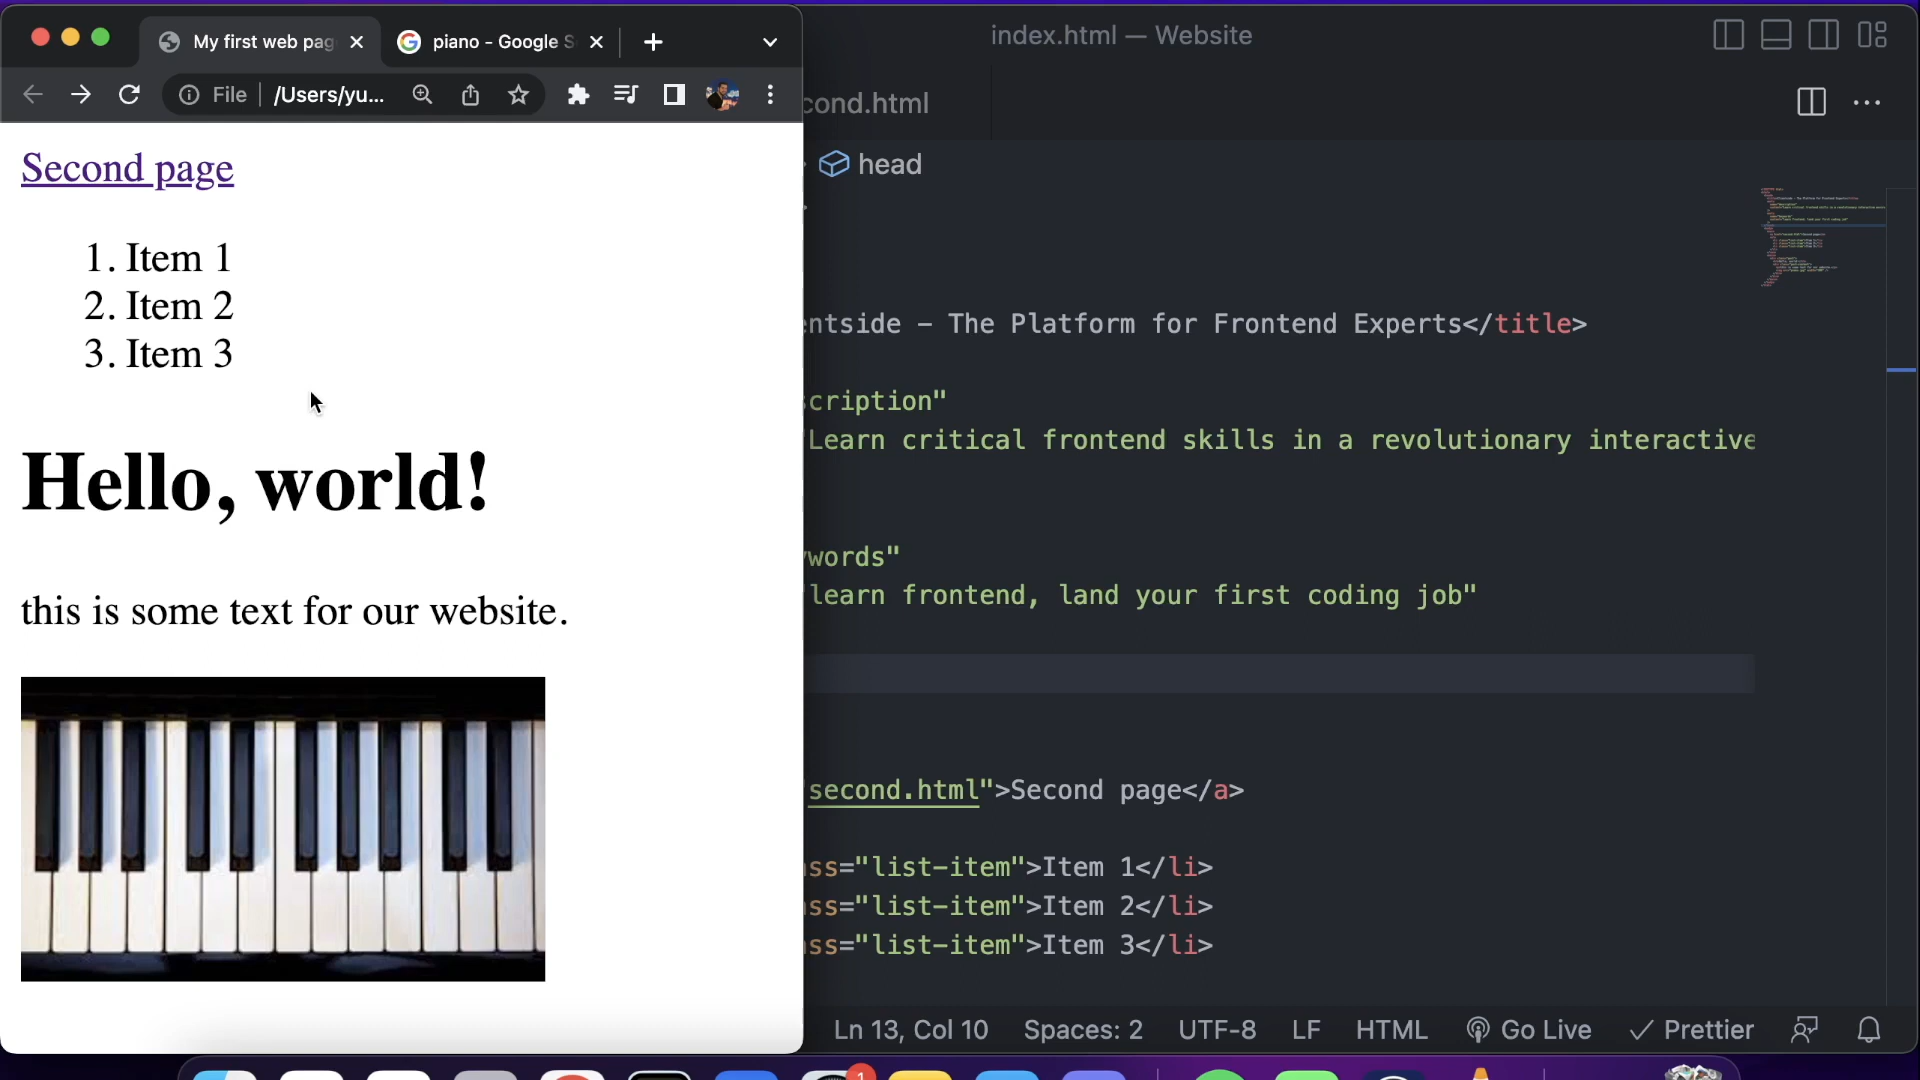 My first web pag
piano - Google S
index.html — Website
File
/Users/yu...
cond.html
head
Second page
1. Item 1
2. Item 2
3. Item 3
Hello, world!
this is some text for our website.
ntside – The Platform for Frontend Experts</title>
cription"
"Learn critical frontend skills in a revolutionary interactive
words"
"learn frontend, land your first coding job"
second.html">Second page</a>
ss="list-item">Item 1</li>
ss="list-item">Item 2</li>
ss="list-item">Item 3</li>
Ln 13, Col 10
Spaces: 2
UTF-8
LF
HTML
Go Live
Prettier
1